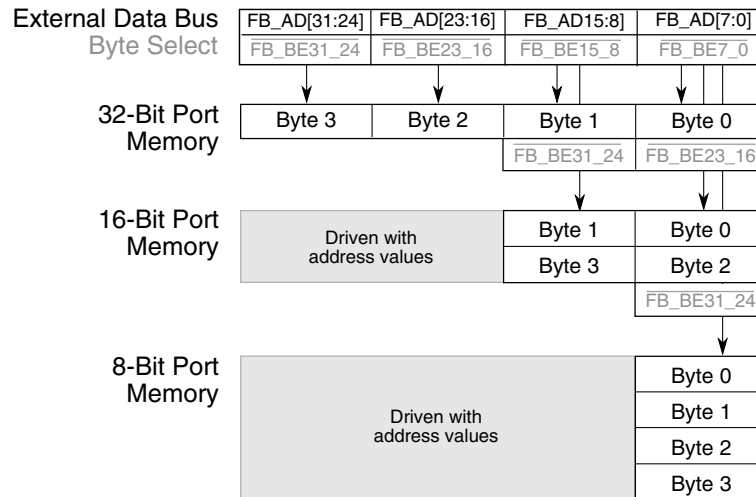 External Data Bus FB_AD[31:24] FB_AD[23:16] FB_AD15:8] FB_AD[7:0]
Byte Select FB_BE31_24 FB_BE23_16 FB_BE15_8 FB_BE7_0
32-Bit Port
Memory
Byte 3 Byte 2 Byte 1 Byte 0
FB_BE31_24 FB_BE23_16
16-Bit Port
Memory
Driven with
address values
Byte 1 Byte 0
Byte 3 Byte 2
FB_BE31_24
8-Bit Port
Memory
Driven with
address values
Byte 0
Byte 1
Byte 2
Byte 3